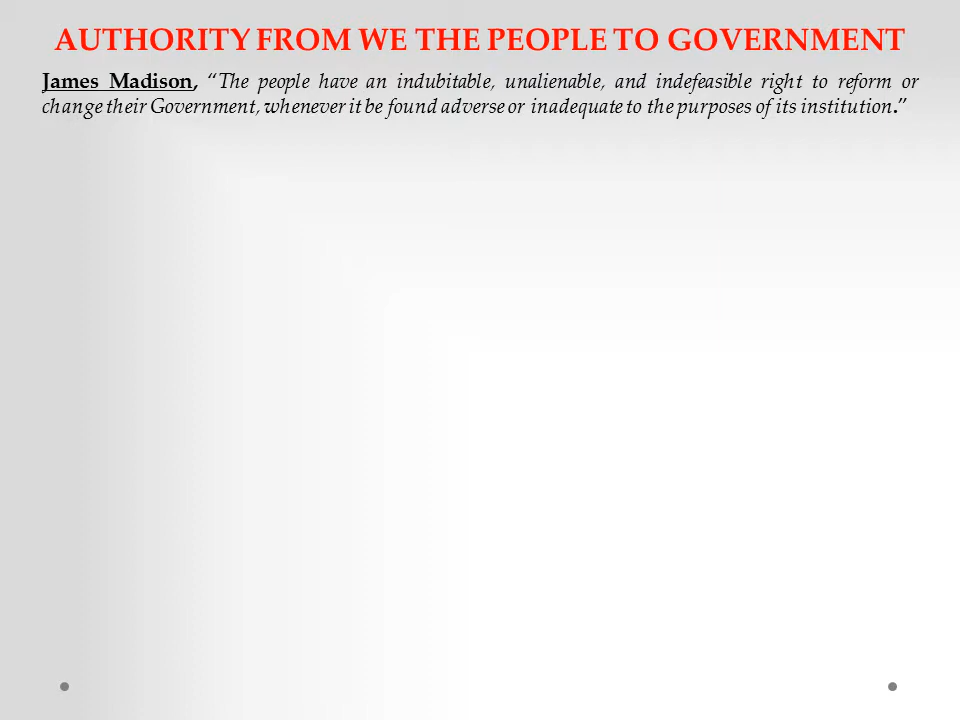 AUTHORITY FROM WE THE PEOPLE TO GOVERNMENT
James Madison, “The people have an indubitable, unalienable, and indefeasible right to reform or
change their Government, whenever it be found adverse or inadequate to the purposes of its institution.”